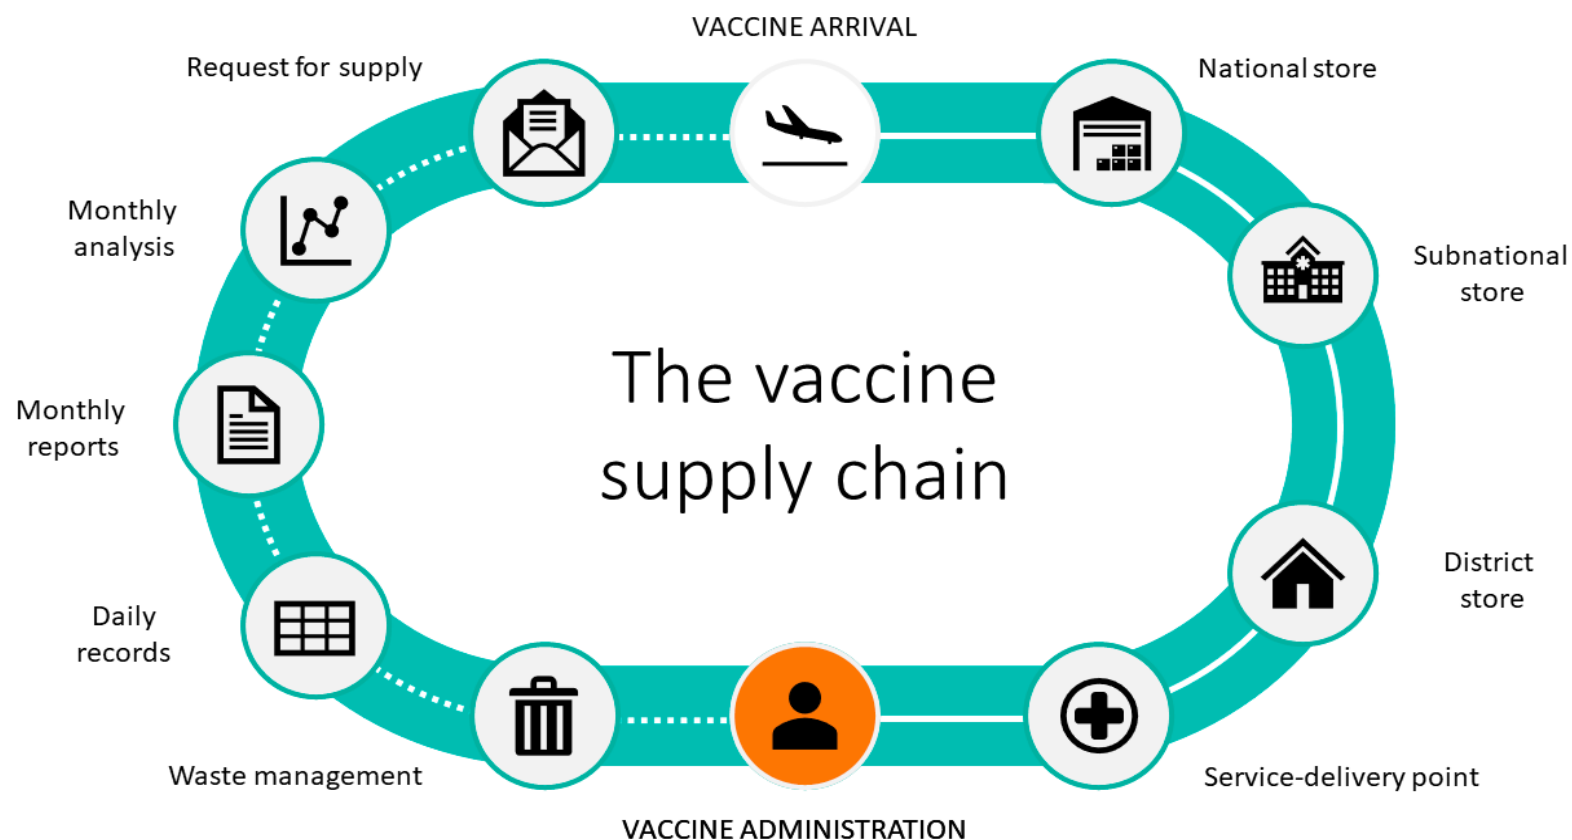 VACCINE ARRIVAL
Request for supply
National store
Monthly
analysis
Subnational
store
The vaccine
supply chain
Monthly
reports
District
store
Daily
records
Waste management
Service-delivery point
VACCINE ADMINISTRATION